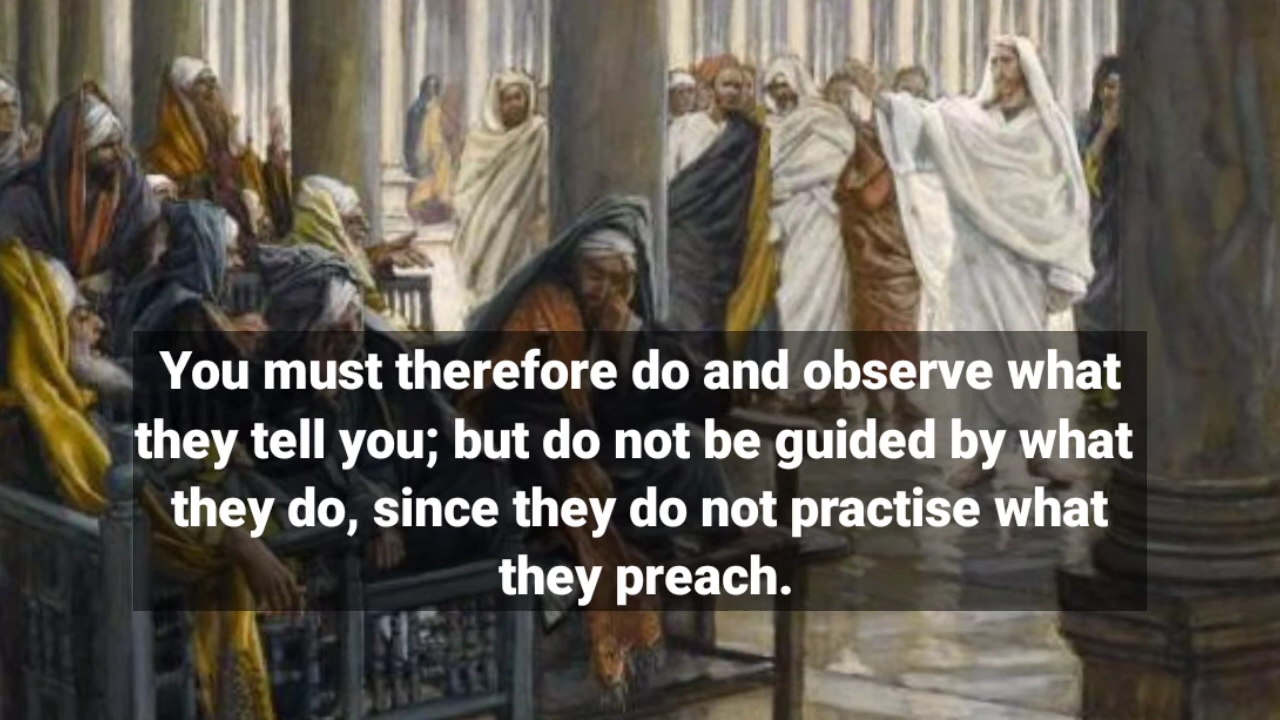 You must therefore do and observe what
they tell you; but do not be guided by what
they do, since they do not practise what
they preach.